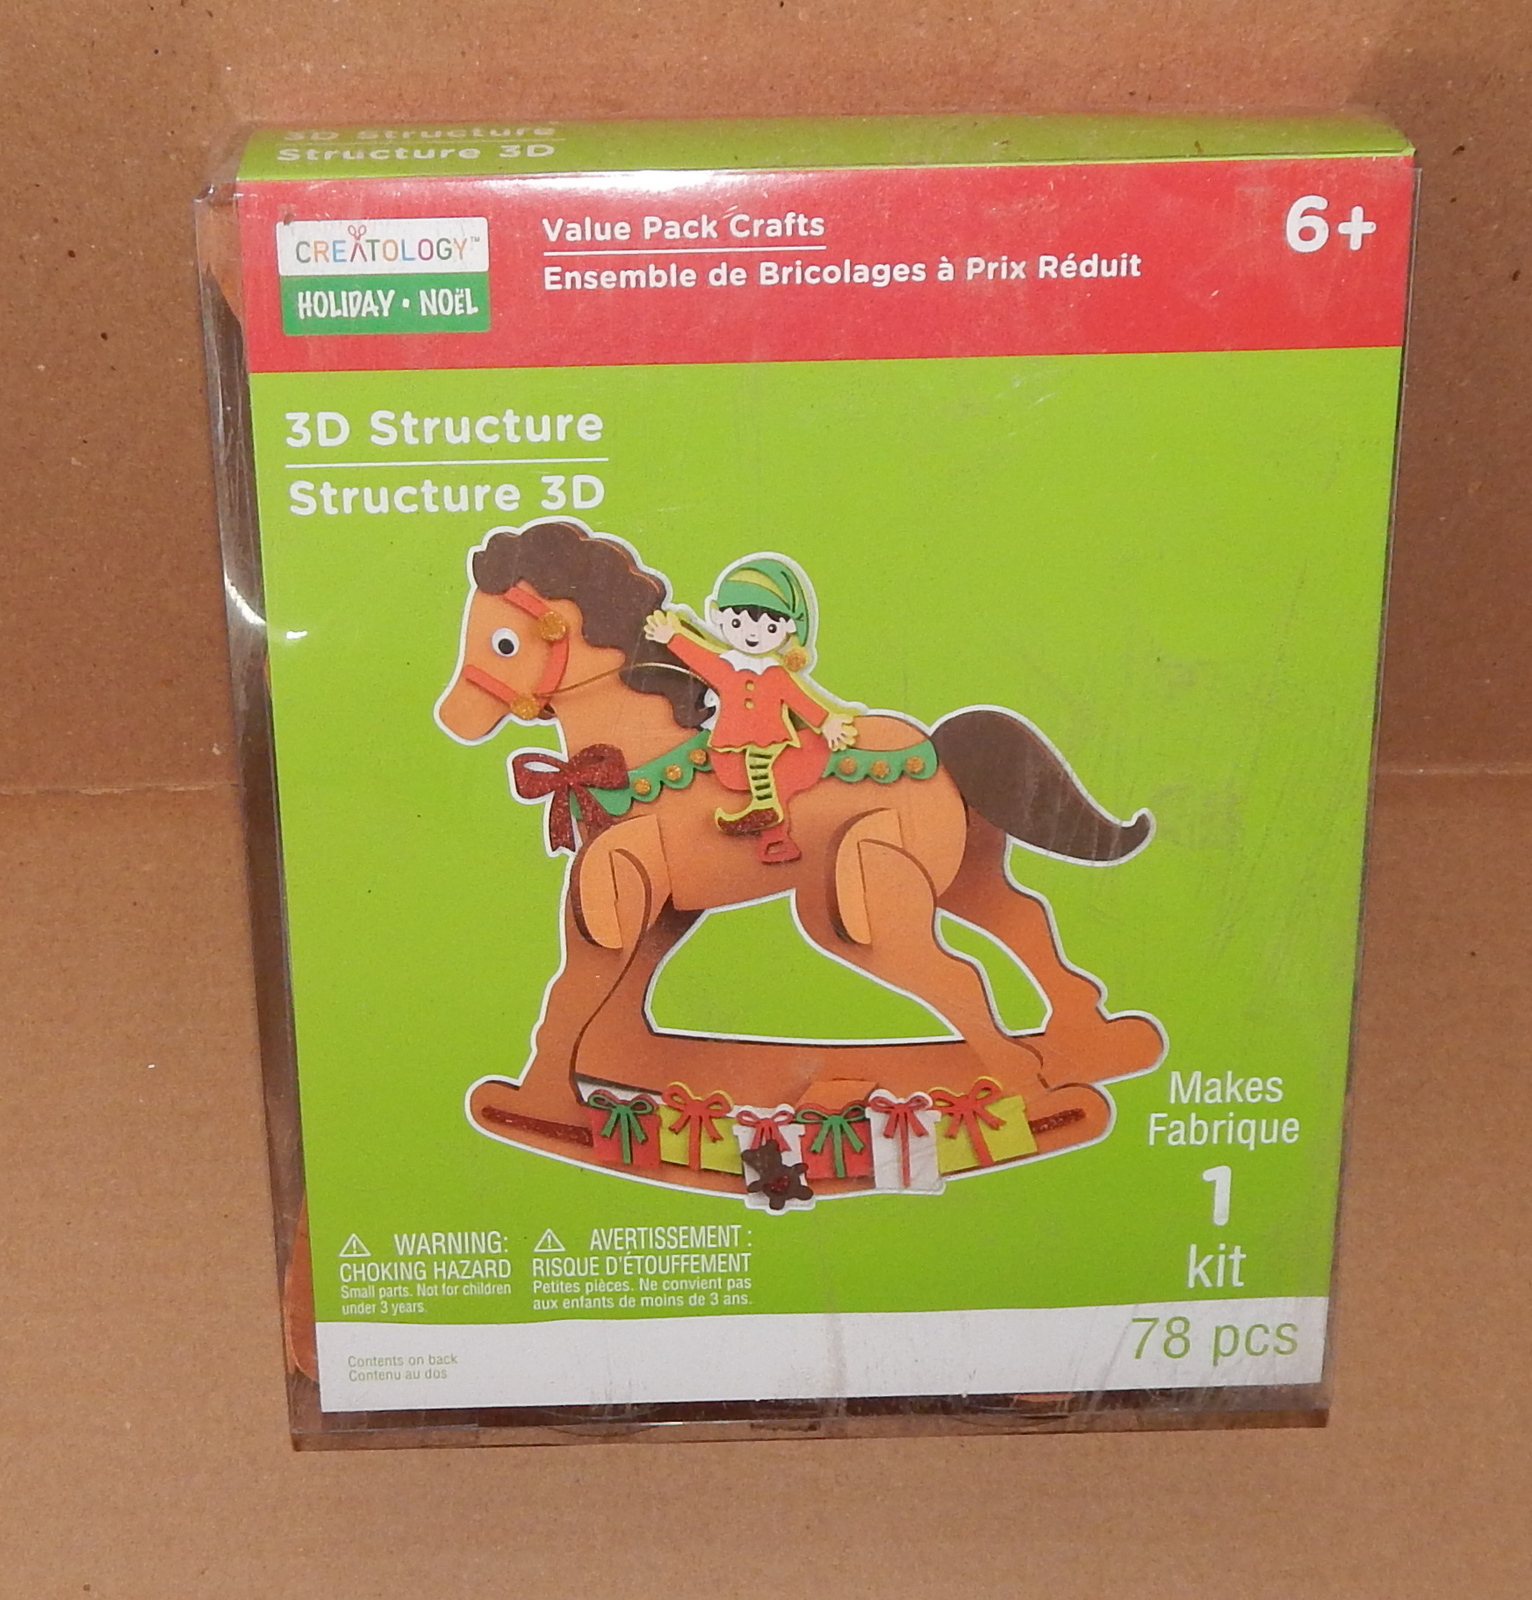 3D Structure
Structure 3D
CREATOLOGY™
HOLIDAY • NOËL
Value Pack Crafts
Ensemble de Bricolages à Prix Réduit
6+
3D Structure
Structure 3D
Makes
Fabrique
1
kit
78 pcs
⚠ WARNING:
CHOKING HAZARD
Small parts. Not for children
under 3 years.
⚠ AVERTISSEMENT :
RISQUE D'ÉTOUFFEMENT
Petites pièces. Ne convient pas
aux enfants de moins de 3 ans.
Contents on back
Contenu au dos